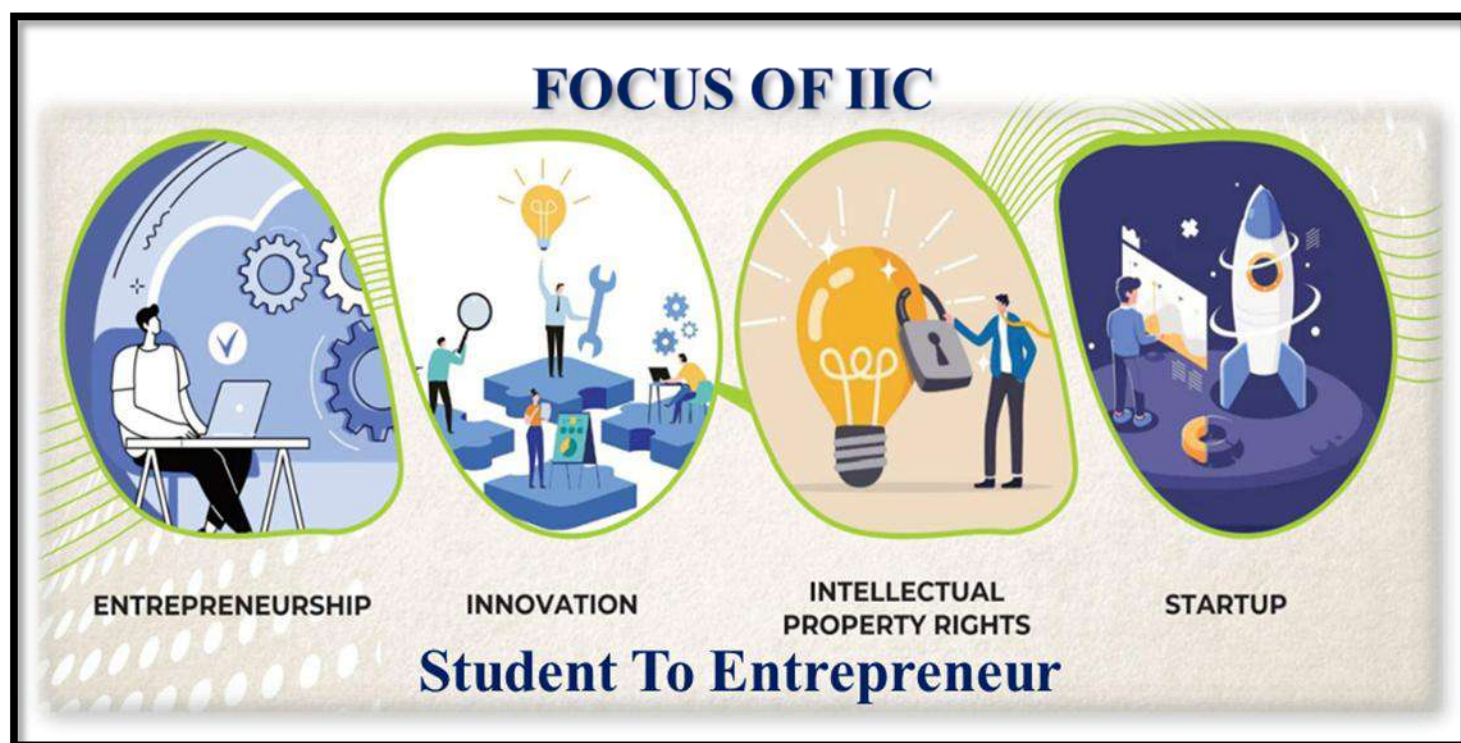 FOCUS OF IIC
ENTREPRENEURSHIP
INNOVATION
INTELLECTUAL
PROPERTY RIGHTS
STARTUP
Student To Entrepreneur